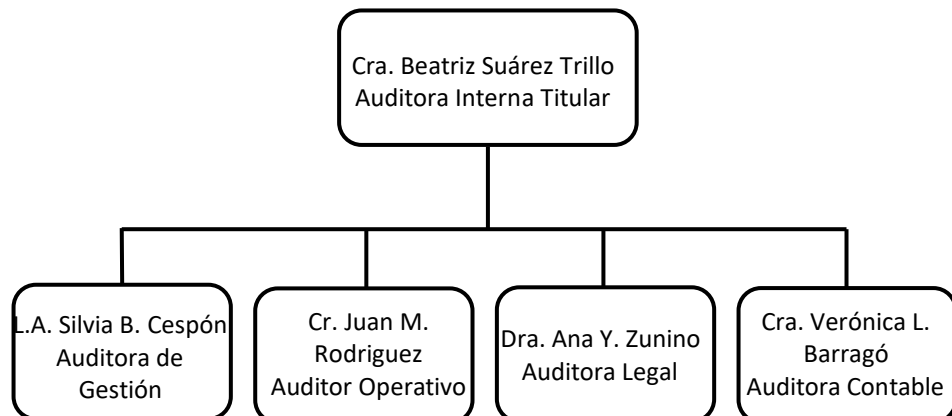 Cra. Beatriz Suárez Trillo
Auditora Interna Titular
L.A. Silvia B. Cespón
Auditora de
Gestión
Cr. Juan M.
Rodriguez
Auditor Operativo
Dra. Ana Y. Zunino
Auditora Legal
Cra. Verónica L.
Barragó
Auditora Contable